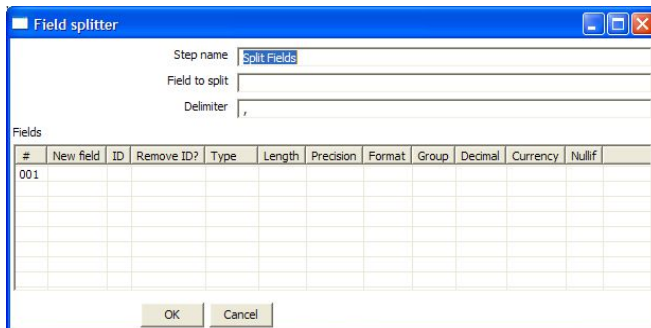 Field splitter
Step name Split Fields
Field to split
Delimiter ,
Fields
# New field ID Remove ID? Type Length Precision Format Group Decimal Currency Nullif
001
OK Cancel